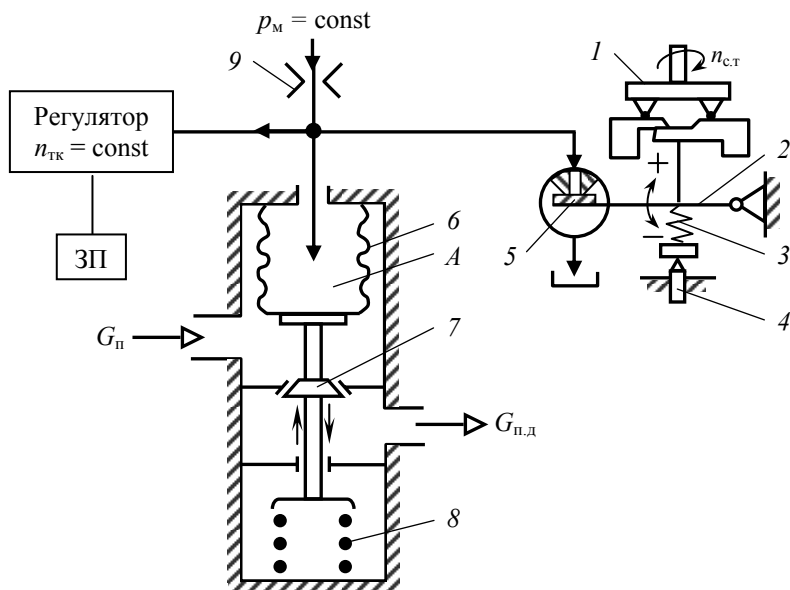 pм = const
9
1
nс.т
Регулятор
nтк = const
2
+
6
А
−
5
3
ЗП
4
Gп
7
Gп.д
8